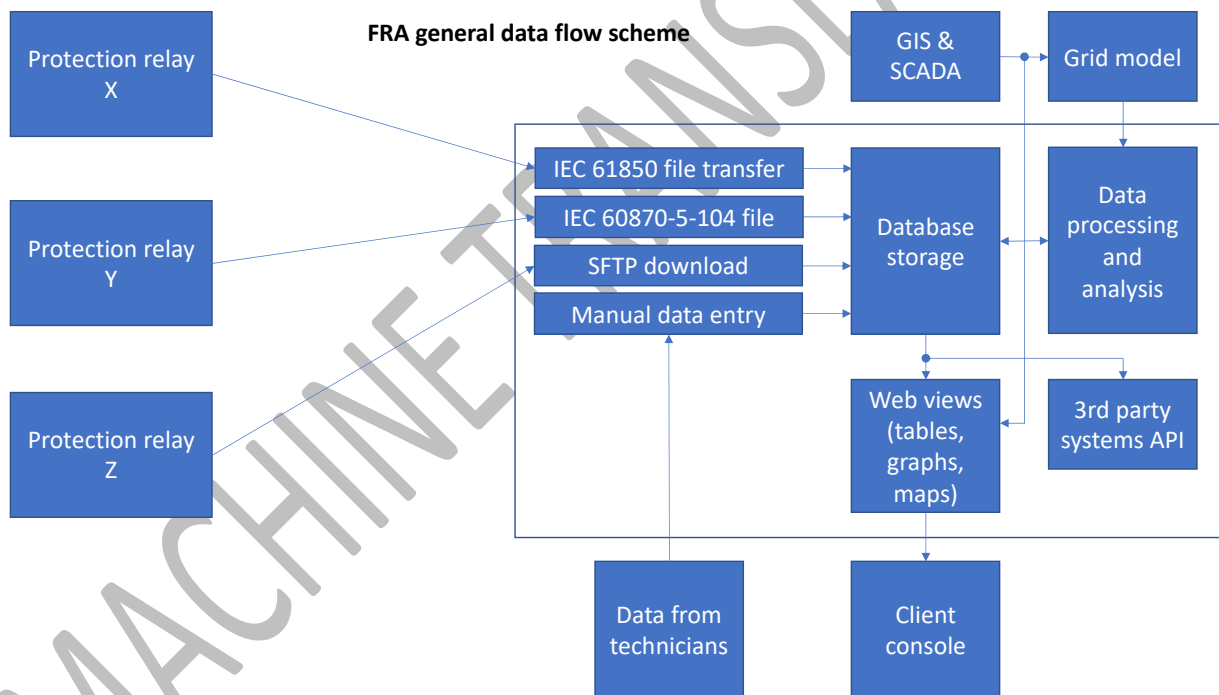 FRA general data flow scheme
Protection relay
X
GIS &
SCADA
Grid model
IEC 61850 file transfer
IEC 60870-5-104 file
SFTP download
Manual data entry
Database
storage
Data
processing
and
analysis
Protection relay
Y
Protection relay
Z
Web views
(tables,
graphs,
maps)
3rd party
systems API
Data from
technicians
Client
console
MACHINE